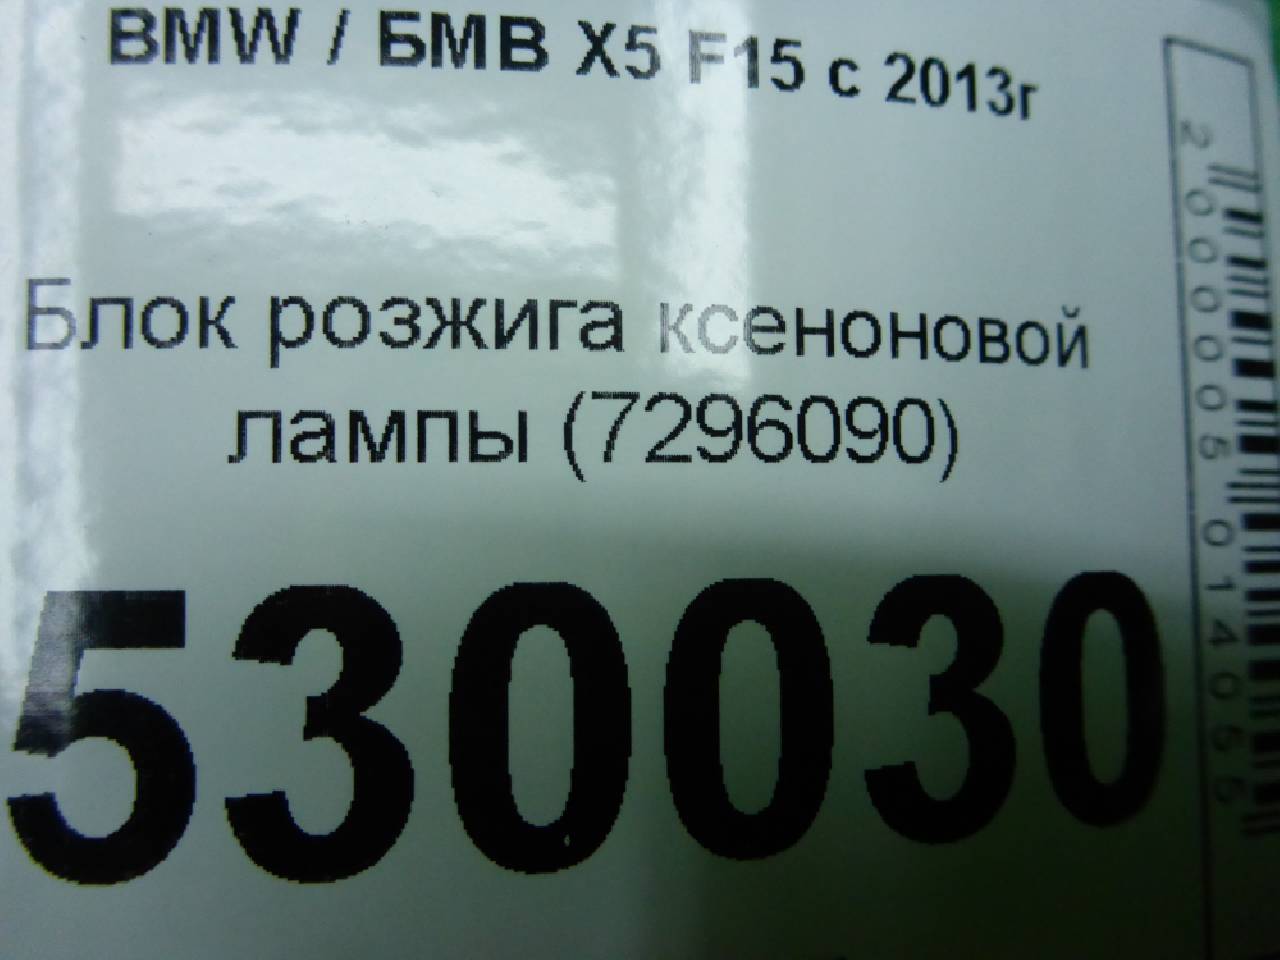 BMW / БМВ X5 F15 с 2013г
Блок розжига ксеноновой
лампы (7296090)
530030
2000005014055